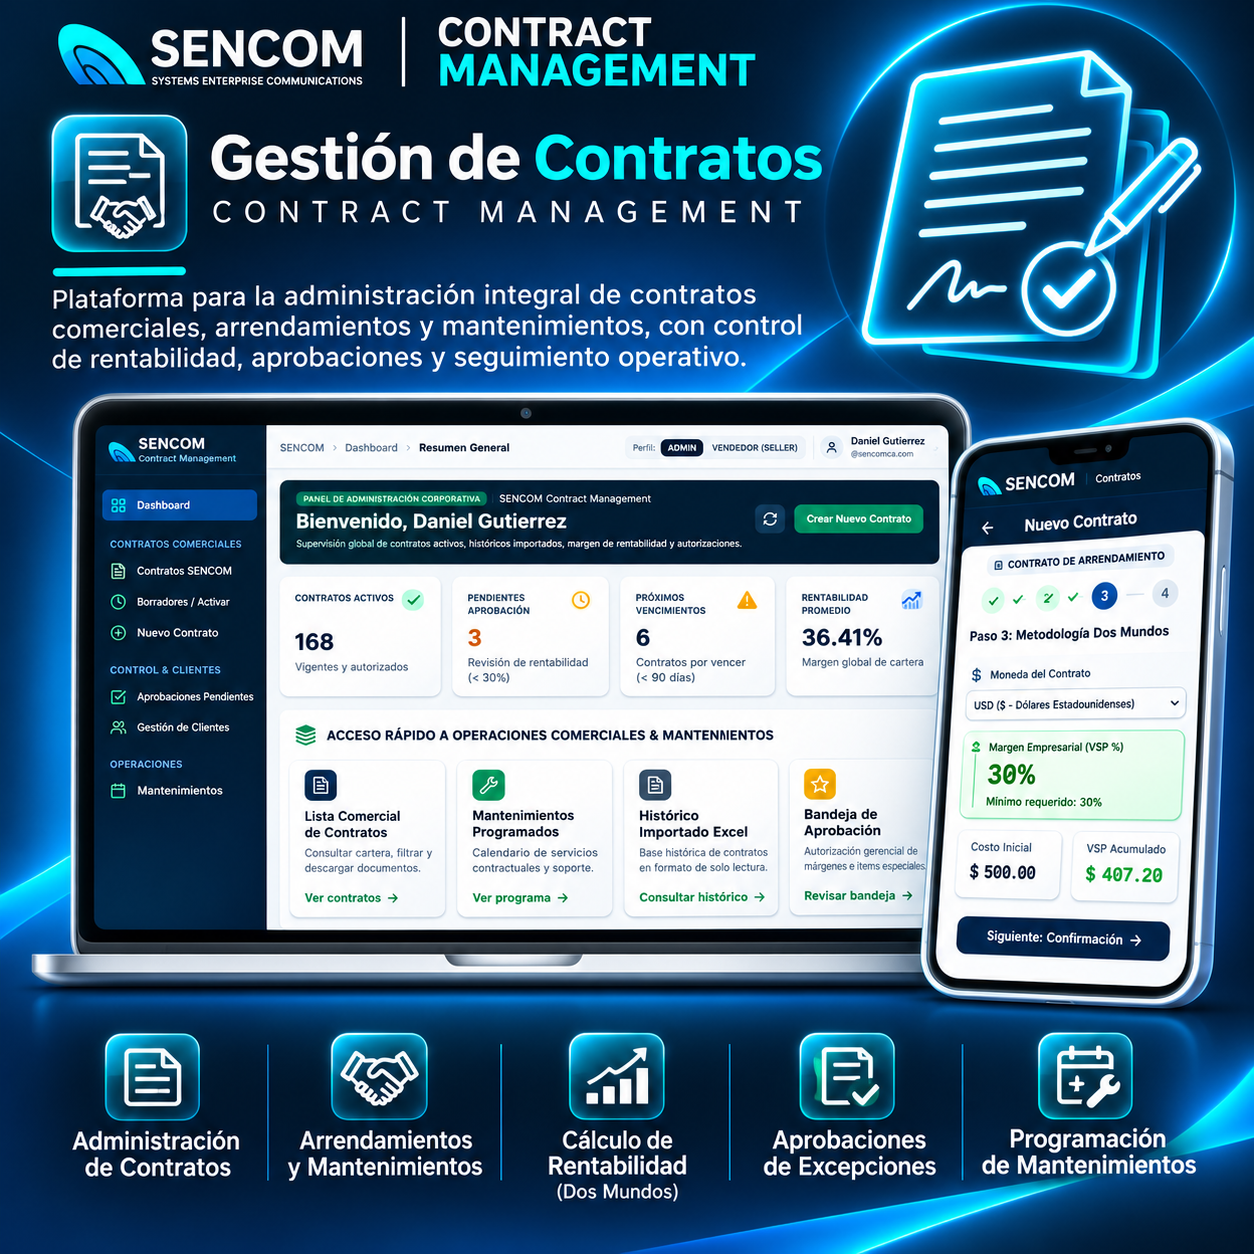 SENCOM
SYSTEMS ENTERPRISE COMMUNICATIONS
CONTRACT
MANAGEMENT
Gestión de Contratos
CONTRACT MANAGEMENT
Plataforma para la administración integral de contratos
comerciales, arrendamientos y mantenimientos, con control
de rentabilidad, aprobaciones y seguimiento operativo.
SENCOM
Contract Management
Dashboard
CONTRATOS COMERCIALES
Contratos SENCOM
Borradores / Activar
Nuevo Contrato
CONTROL & CLIENTES
Aprobaciones Pendientes
Gestión de Clientes
OPERACIONES
Mantenimientos
SENCOM > Dashboard > Resumen General
Perfil: ADMIN VENDEDOR (SELLER)
Daniel Gutierrez
@sencomca.com
PANEL DE ADMINISTRACIÓN CORPORATIVA SENCOM Contract Management
Bienvenido, Daniel Gutierrez
Supervisión global de contratos activos, históricos importados, margen de rentabilidad y autorizaciones.
Crear Nuevo Contrato
CONTRATOS ACTIVOS
168
Vigentes y autorizados
PENDIENTES
APROBACIÓN
3
Revisión de rentabilidad
(< 30%)
PRÓXIMOS
VENCIMIENTOS
6
Contratos por vencer
(< 90 días)
RENTABILIDAD
PROMEDIO
36.41%
Margen global de cartera
ACCESO RÁPIDO A OPERACIONES COMERCIALES & MANTENIMIENTOS
Lista Comercial
de Contratos
Consultar cartera, filtrar y
descargar documentos.
Ver contratos →
Mantenimientos
Programados
Calendario de servicios
contractuales y soporte.
Ver programa →
Histórico
Importado Excel
Base histórica de contratos
en formato de solo lectura.
Consultar histórico →
Bandeja de
Aprobación
Autorización gerencial de
márgenes e ítems especiales.
Revisar bandeja →
SENCOM Contratos
← Nuevo Contrato
CONTRATO DE ARRENDAMIENTO
2 3 4
Paso 3: Metodología Dos Mundos
$ Moneda del Contrato
USD ($ - Dólares Estadounidenses)
Margen Empresarial (VSP %)
30%
Mínimo requerido: 30%
Costo Inicial
$ 500.00
VSP Acumulado
$ 407.20
Siguiente: Confirmación →
Administración
de Contratos
Arrendamientos
y Mantenimientos
Cálculo de
Rentabilidad
(Dos Mundos)
Aprobaciones
de Excepciones
Programación
de Mantenimientos